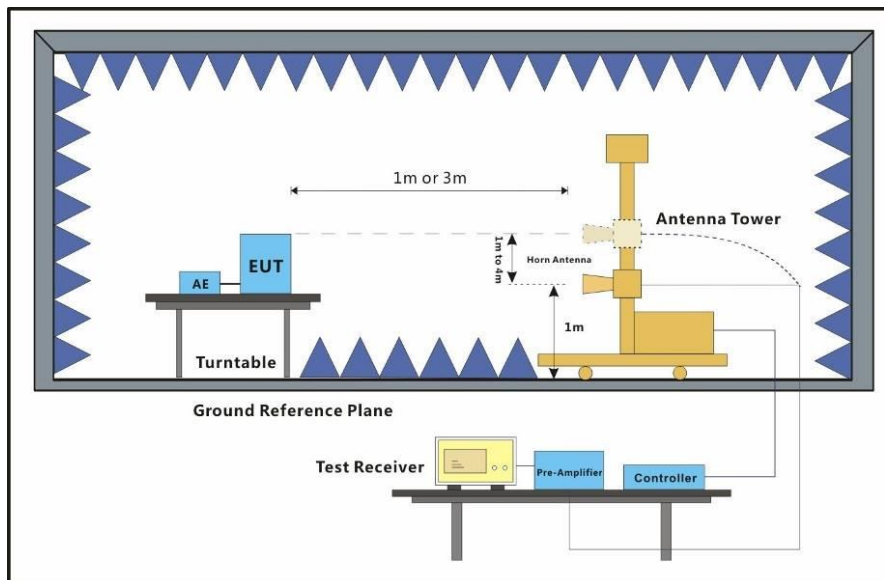 1m or 3m
Antenna Tower
1m to 4m
Horn Antenna
EUT
AE
1m
Turntable
Ground Reference Plane
Test Receiver
Pre-Amplifier
Controller